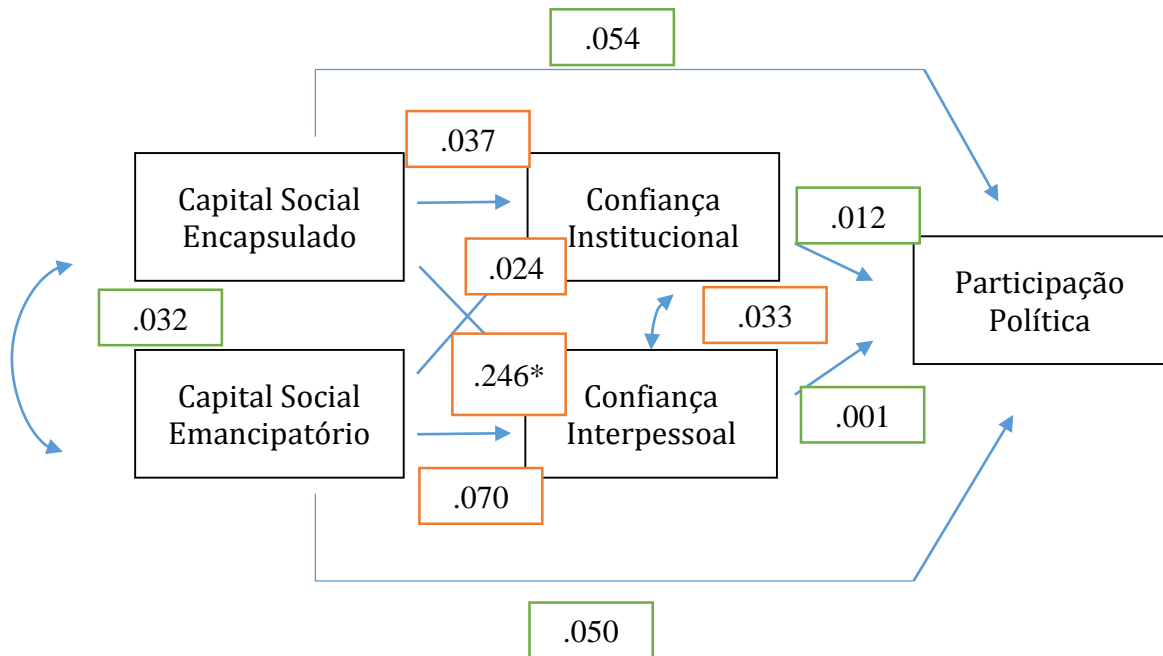 .054
.037
Capital Social
Encapsulado
Confiança
Institucional
.012
.024
Participação
Política
.032
.033
.246*
Capital Social
Emancipatório
Confiança
Interpessoal
.001
.070
.050